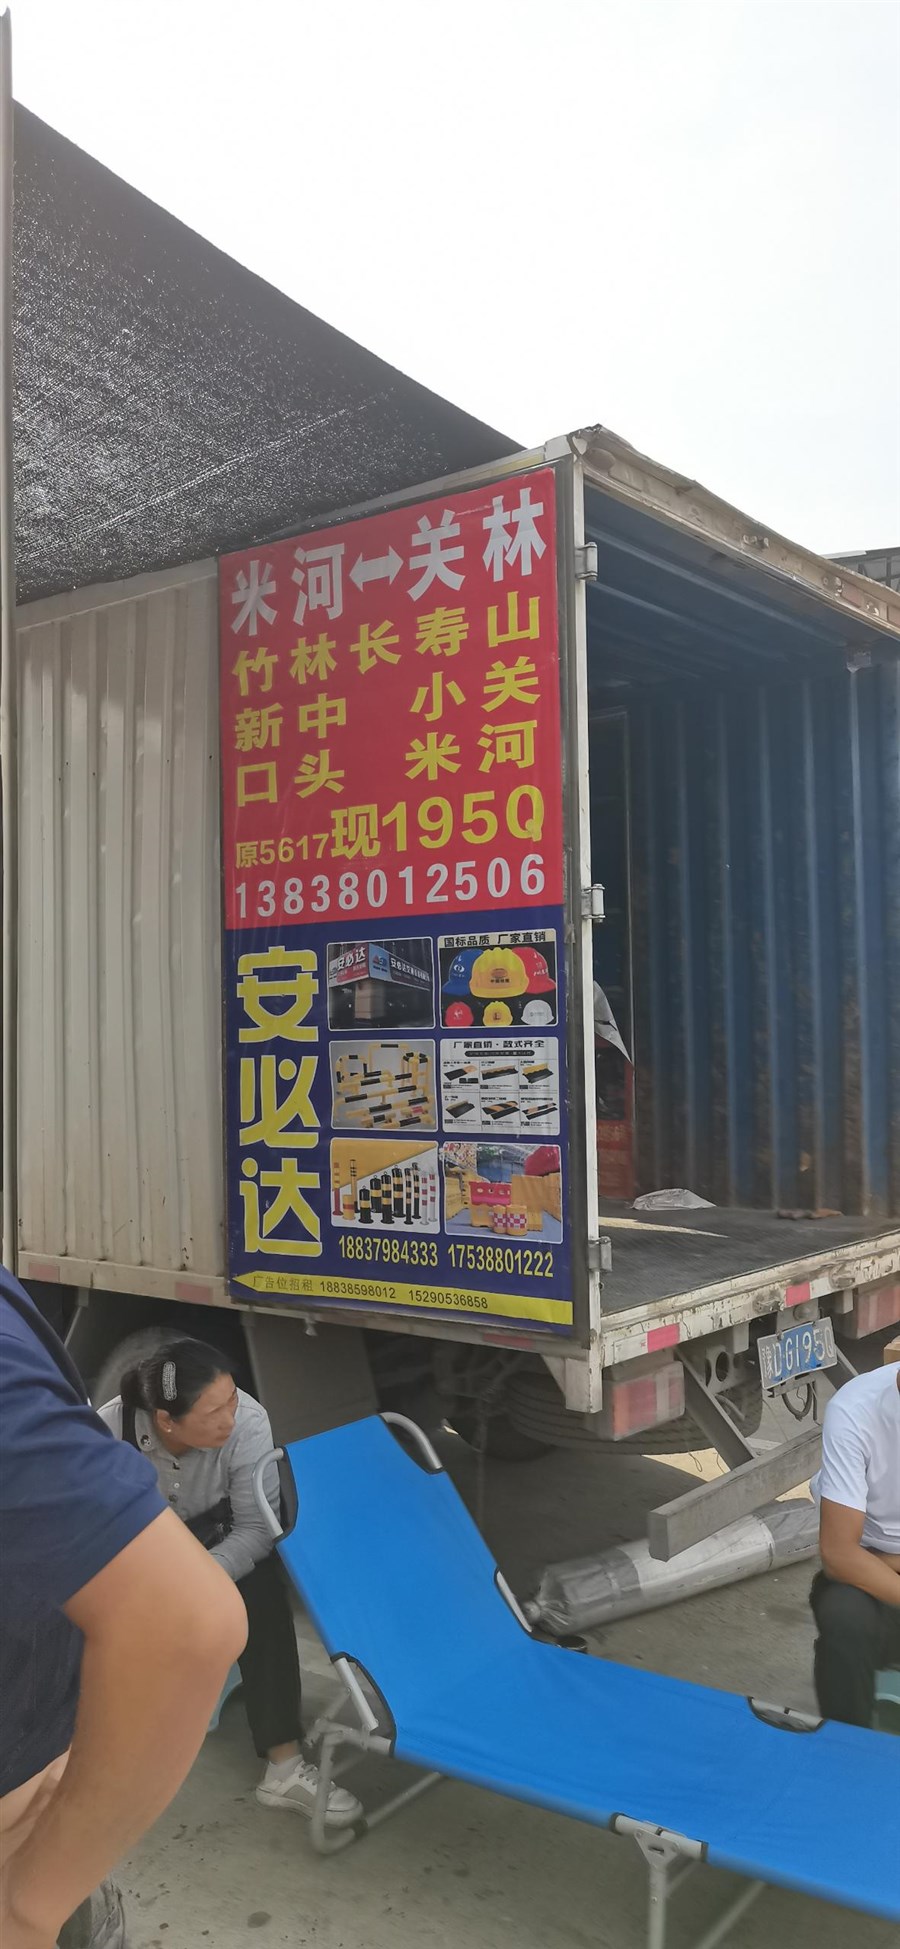 米河↔关林
竹林长寿山
新中 小关
口头 米河
原5617现1950
13838012506
安必达
国标品质 厂家直销
厂家直销·款式齐全
18837984333 17538801222
广告位招租 18838598012 15290536858
豫DG1950